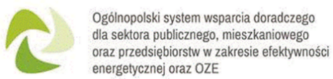 Ogólnopolski system wsparcia doradczego
dla sektora publicznego, mieszkaniowego
oraz przedsiębiorstw w zakresie efektywności
energetycznej oraz OZE